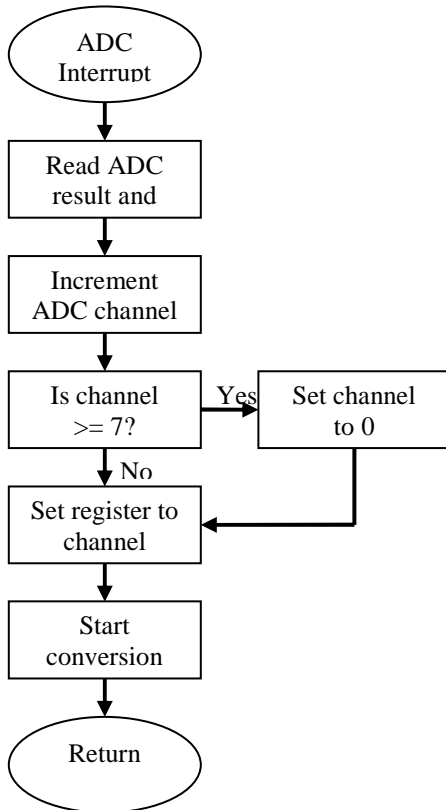 ADC
Interrupt
Read ADC
result and
Increment
ADC channel
Is channel
>= 7?
Yes
Set channel
to 0
No
Set register to
channel
Start
conversion
Return